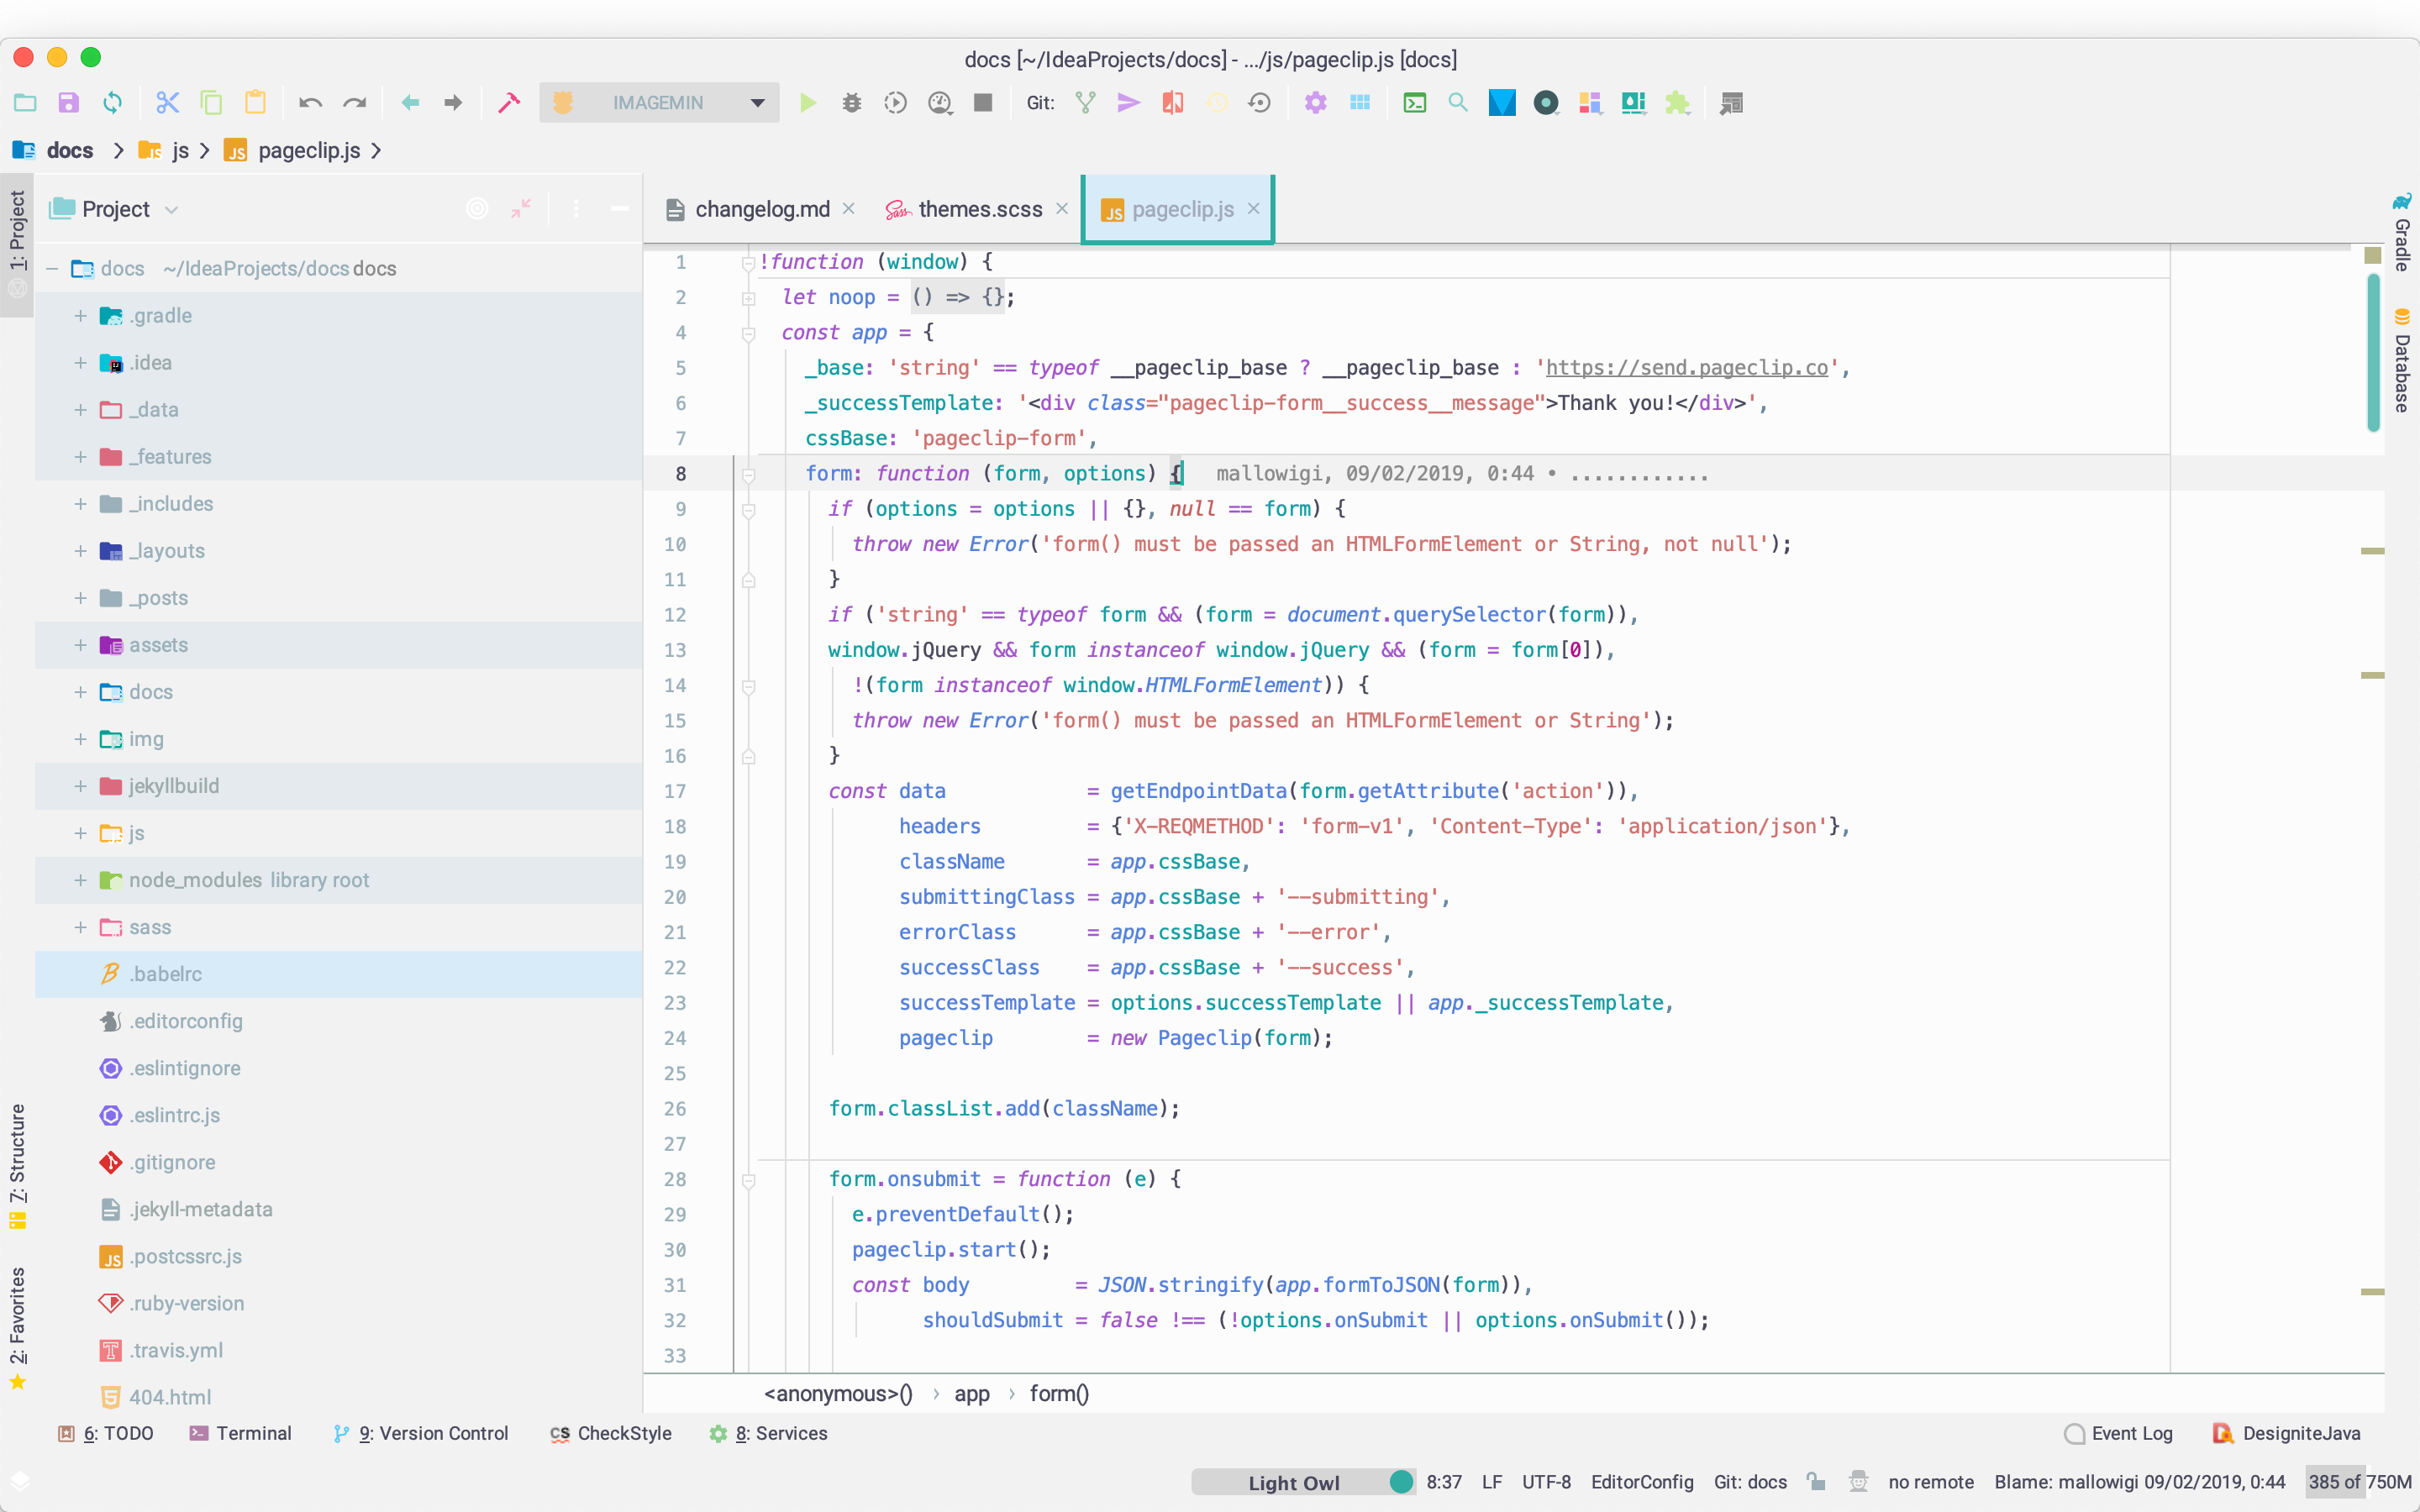 docs [~/IdeaProjects/docs] - .../js/pageclip.js [docs]
IMAGEMIN
Git:
docs
js
JS
pageclip.js
1: Project
Project
docs ~/IdeaProjects/docs docs
.gradle
.idea
_data
_features
_includes
_layouts
_posts
assets
docs
img
jekyllbuild
js
node_modules library root
sass
.babelrc
.editorconfig
.eslintignore
.eslintrc.js
.gitignore
.jekyll-metadata
JS .postcssrc.js
.ruby-version
.travis.yml
404.html
7: Structure
2: Favorites
changelog.md
Sass themes.scss
JS pageclip.js
1 !function (window) {
2 let noop = () => {};
4 const app = {
5 _base: 'string' == typeof __pageclip_base ? __pageclip_base : 'https://send.pageclip.co',
6 _successTemplate: '<div class="pageclip-form__success__message">Thank you!</div>',
7 cssBase: 'pageclip-form',
8 form: function (form, options) { mallowigi, 09/02/2019, 0:44 • ............
9 if (options = options || {}, null == form) {
10 throw new Error('form() must be passed an HTMLFormElement or String, not null');
11 }
12 if ('string' == typeof form && (form = document.querySelector(form)),
13 window.jQuery && form instanceof window.jQuery && (form = form[0]),
14 !(form instanceof window.HTMLFormElement)) {
15 throw new Error('form() must be passed an HTMLFormElement or String');
16 }
17 const data = getEndpointData(form.getAttribute('action')),
18 headers = {'X-REQMETHOD': 'form-v1', 'Content-Type': 'application/json'},
19 className = app.cssBase,
20 submittingClass = app.cssBase + '--submitting',
21 errorClass = app.cssBase + '--error',
22 successClass = app.cssBase + '--success',
23 successTemplate = options.successTemplate || app._successTemplate,
24 pageclip = new Pageclip(form);
25
26 form.classList.add(className);
27
28 form.onsubmit = function (e) {
29 e.preventDefault();
30 pageclip.start();
31 const body = JSON.stringify(app.formToJSON(form)),
32 shouldSubmit = false !== (!options.onSubmit || options.onSubmit());
33
<anonymous>() › app › form()
Gradle
Database
6: TODO
Terminal
9: Version Control
CS CheckStyle
8: Services
Event Log
DesigniteJava
Light Owl
8:37 LF UTF-8 EditorConfig Git: docs no remote Blame: mallowigi 09/02/2019, 0:44 385 of 750M